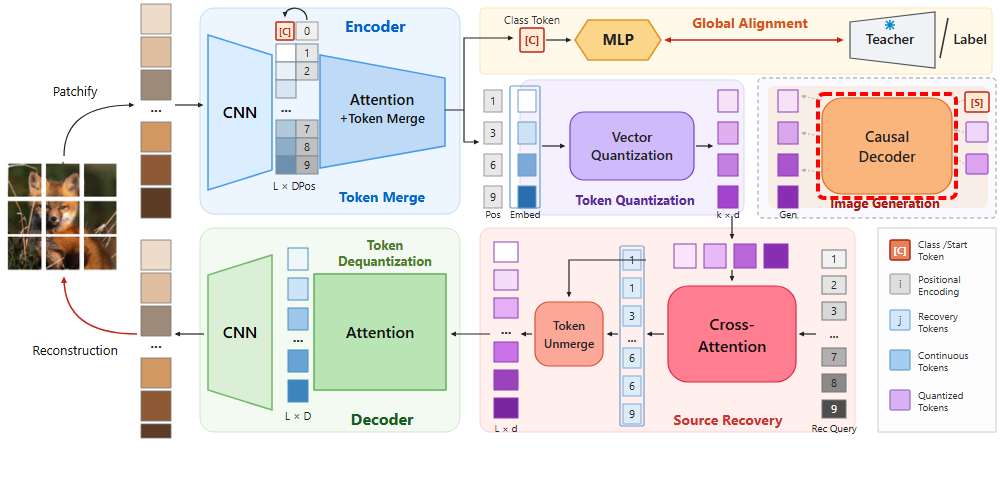 Patchify
...
...
Reconstruction
Encoder
CNN
[C]
0
1
2
...
7
8
9
L × D
Pos
Attention
+Token Merge
Token Merge
Class Token
[C]
MLP
Global Alignment
Teacher
Label
1
3
6
9
Pos
Embed
Vector
Quantization
Token Quantization
k × d
Gen
Causal
Decoder
[S]
Image Generation
CNN
Token
Dequantization
Attention
L × D
Decoder
...
L × d
Token
Unmerge
1
1
3
...
6
6
9
Cross-
Attention
Source Recovery
1
2
3
...
7
8
9
Rec Query
[C]
Class /Start
Token
i
Positional
Encoding
j
Recovery
Tokens
Continuous
Tokens
Quantized
Tokens